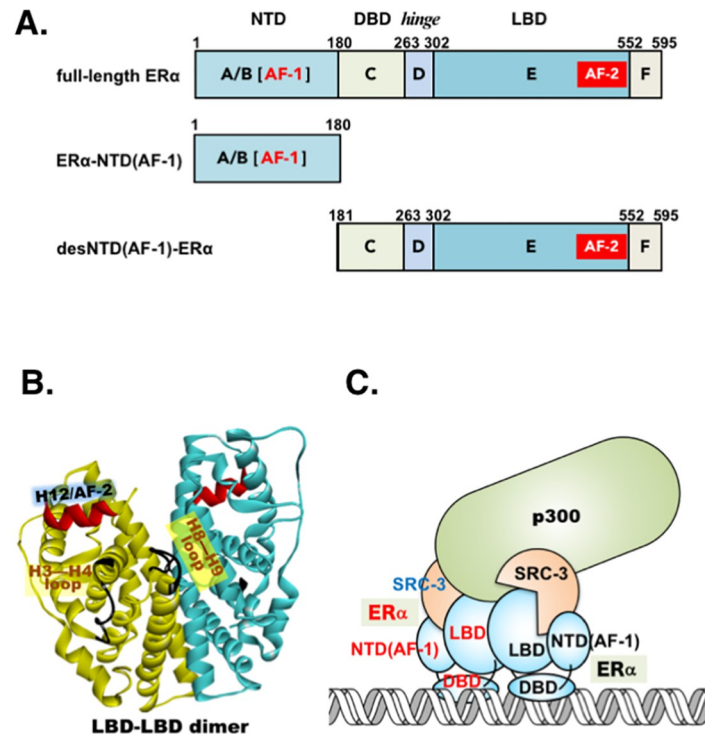 A.
NTD DBD hinge LBD
1 180 263 302 552 595
full-length ERα A/B [AF-1] C D E AF-2 F
1 180
ERα-NTD(AF-1) A/B [AF-1]
181 263 302 552 595
desNTD(AF-1)-ERα C D E AF-2 F
B.
H12/AF-2
H3—H4
loop
H8—H9
loop
LBD-LBD dimer
C.
p300
SRC-3
SRC-3
ERα
NTD(AF-1)
LBD
LBD
NTD(AF-1)
ERα
DBD
DBD